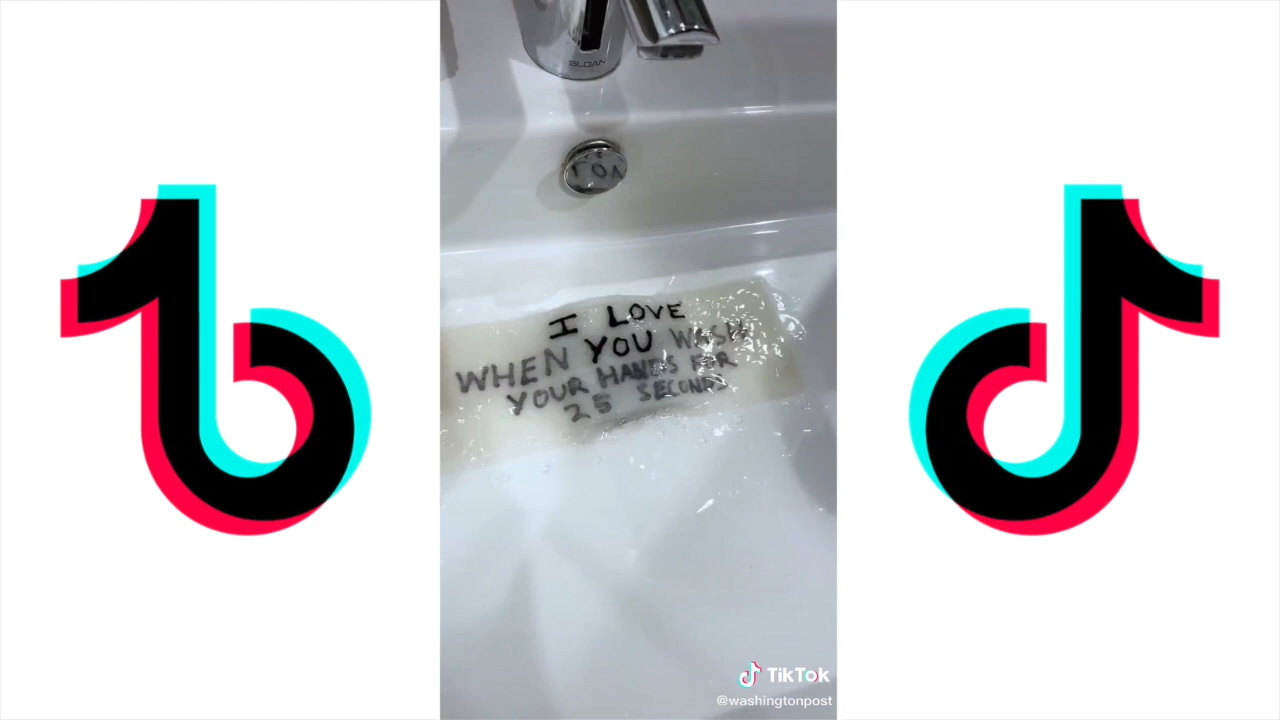 SLOAN
I LOVE
WHEN YOU WASH
YOUR HANDS FOR
25 SECONDS
TikTok
@washingtonpost